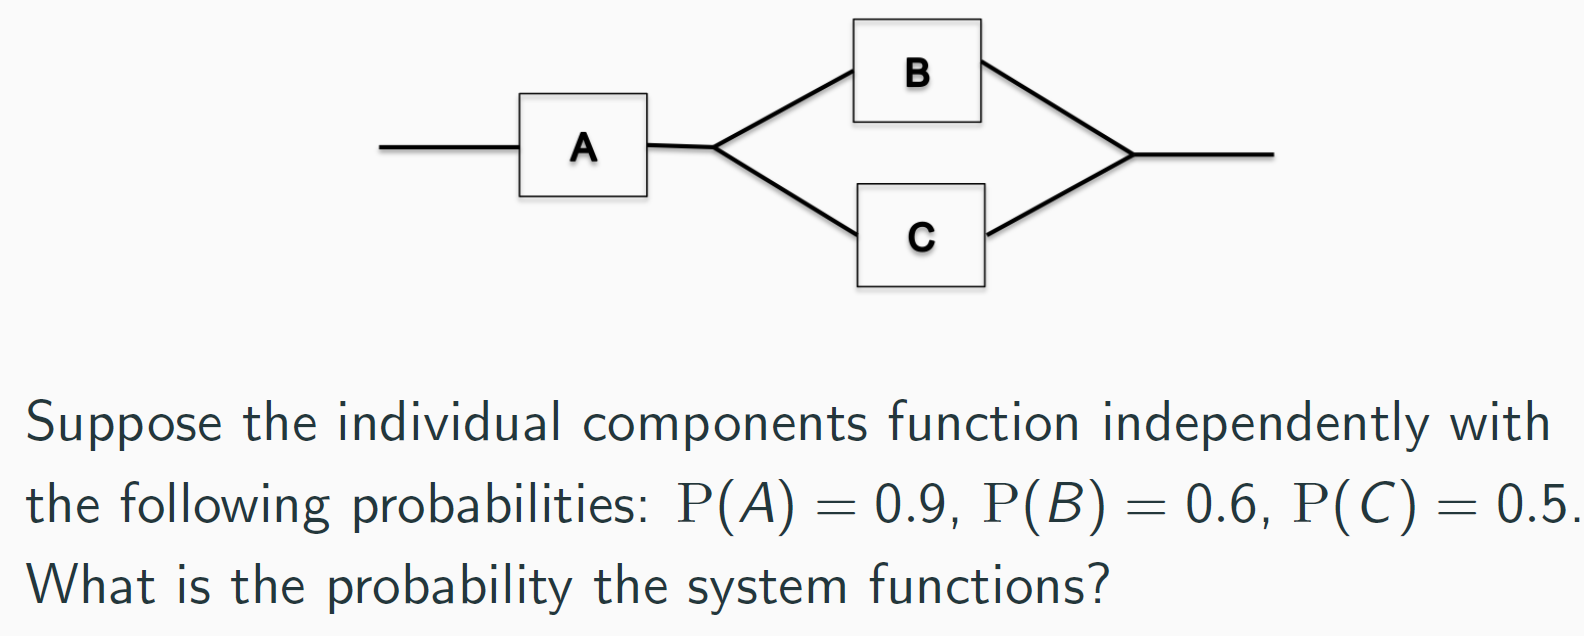 B
A
C
Suppose the individual components function independently with
the following probabilities: P(A) = 0.9, P(B) = 0.6, P(C) = 0.5.
What is the probability the system functions?